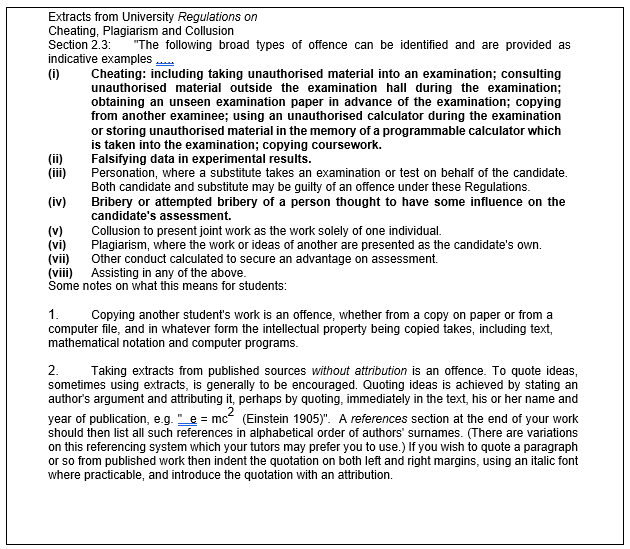 Extracts from University Regulations on
Cheating, Plagiarism and Collusion
Section 2.3: "The following broad types of offence can be identified and are provided as
indicative examples .....
(i) Cheating: including taking unauthorised material into an examination; consulting
unauthorised material outside the examination hall during the examination;
obtaining an unseen examination paper in advance of the examination; copying
from another examinee; using an unauthorised calculator during the examination
or storing unauthorised material in the memory of a programmable calculator which
is taken into the examination; copying coursework.
(ii) Falsifying data in experimental results.
(iii) Personation, where a substitute takes an examination or test on behalf of the candidate.
Both candidate and substitute may be guilty of an offence under these Regulations.
(iv) Bribery or attempted bribery of a person thought to have some influence on the
candidate's assessment.
(v) Collusion to present joint work as the work solely of one individual.
(vi) Plagiarism, where the work or ideas of another are presented as the candidate's own.
(vii) Other conduct calculated to secure an advantage on assessment.
(viii) Assisting in any of the above.
Some notes on what this means for students:
1. Copying another student's work is an offence, whether from a copy on paper or from a
computer file, and in whatever form the intellectual property being copied takes, including text,
mathematical notation and computer programs.
2. Taking extracts from published sources without attribution is an offence. To quote ideas,
sometimes using extracts, is generally to be encouraged. Quoting ideas is achieved by stating an
author's argument and attributing it, perhaps by quoting, immediately in the text, his or her name and
year of publication, e.g. " e = mc² (Einstein 1905)". A references section at the end of your work
should then list all such references in alphabetical order of authors' surnames. (There are variations
on this referencing system which your tutors may prefer you to use.) If you wish to quote a paragraph
or so from published work then indent the quotation on both left and right margins, using an italic font
where practicable, and introduce the quotation with an attribution.